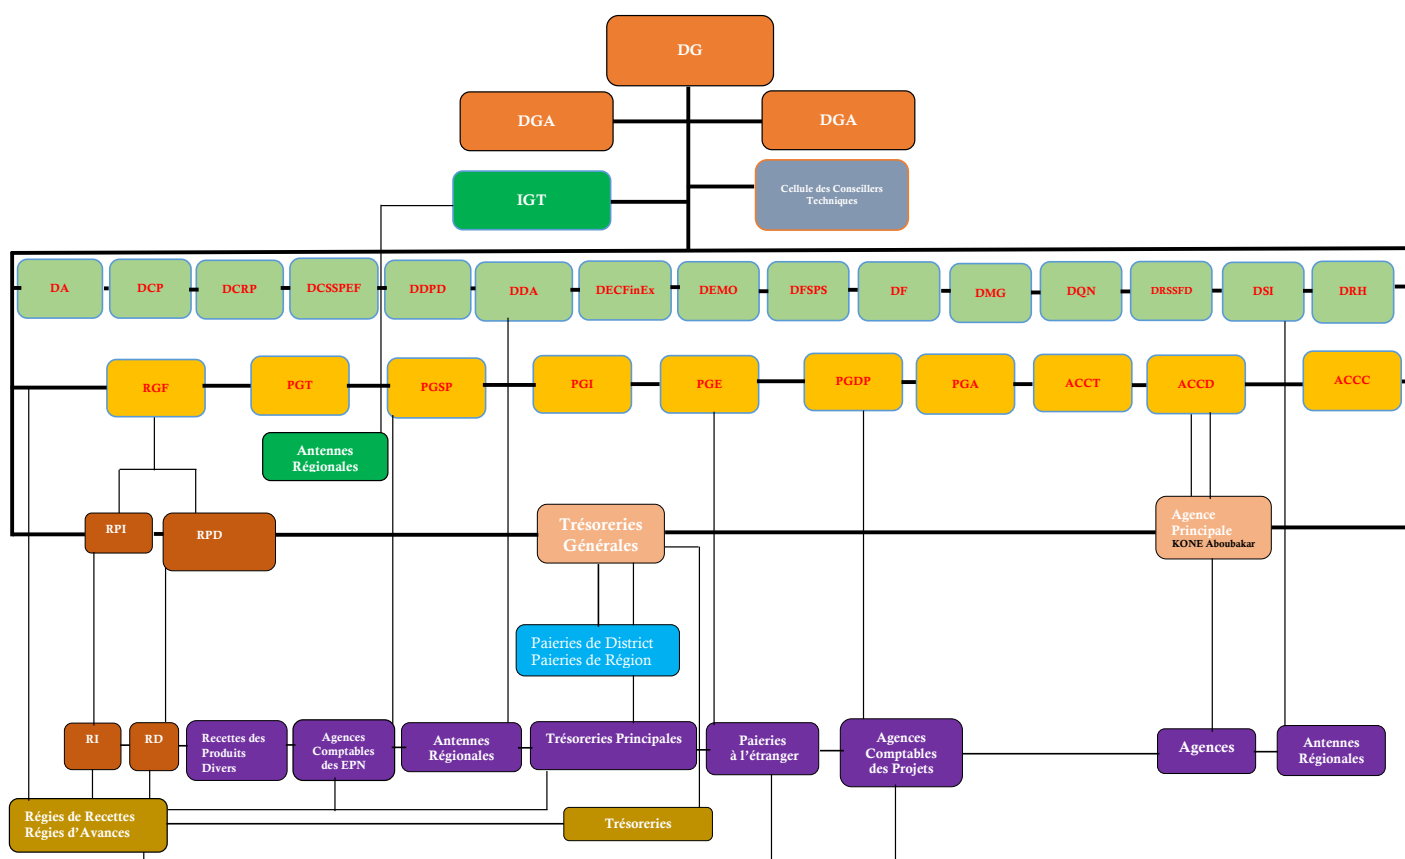 DG
DGA
DGA
IGT
Cellule des Conseillers
Techniques
DA
DCP
DCRP
DCSSPEF
DDPD
DDA
DECFinEx
DEMO
DFSPS
DF
DMG
DQN
DRSSFD
DSI
DRH
RGF
PGT
PGSP
PGI
PGE
PGDP
PGA
ACCT
ACCD
ACCC
Antennes
Régionales
RPI
RPD
Trésoreries
Générales
Agence
Principale
KONE Aboubakar
Paieries de District
Paieries de Région
RI
RD
Recettes des
Produits
Divers
Agences
Comptables
des EPN
Antennes
Régionales
Trésoreries Principales
Paieries
à l'étranger
Agences
Comptables
des Projets
Agences
Antennes
Régionales
Régies de Recettes
Régies d'Avances
Trésoreries